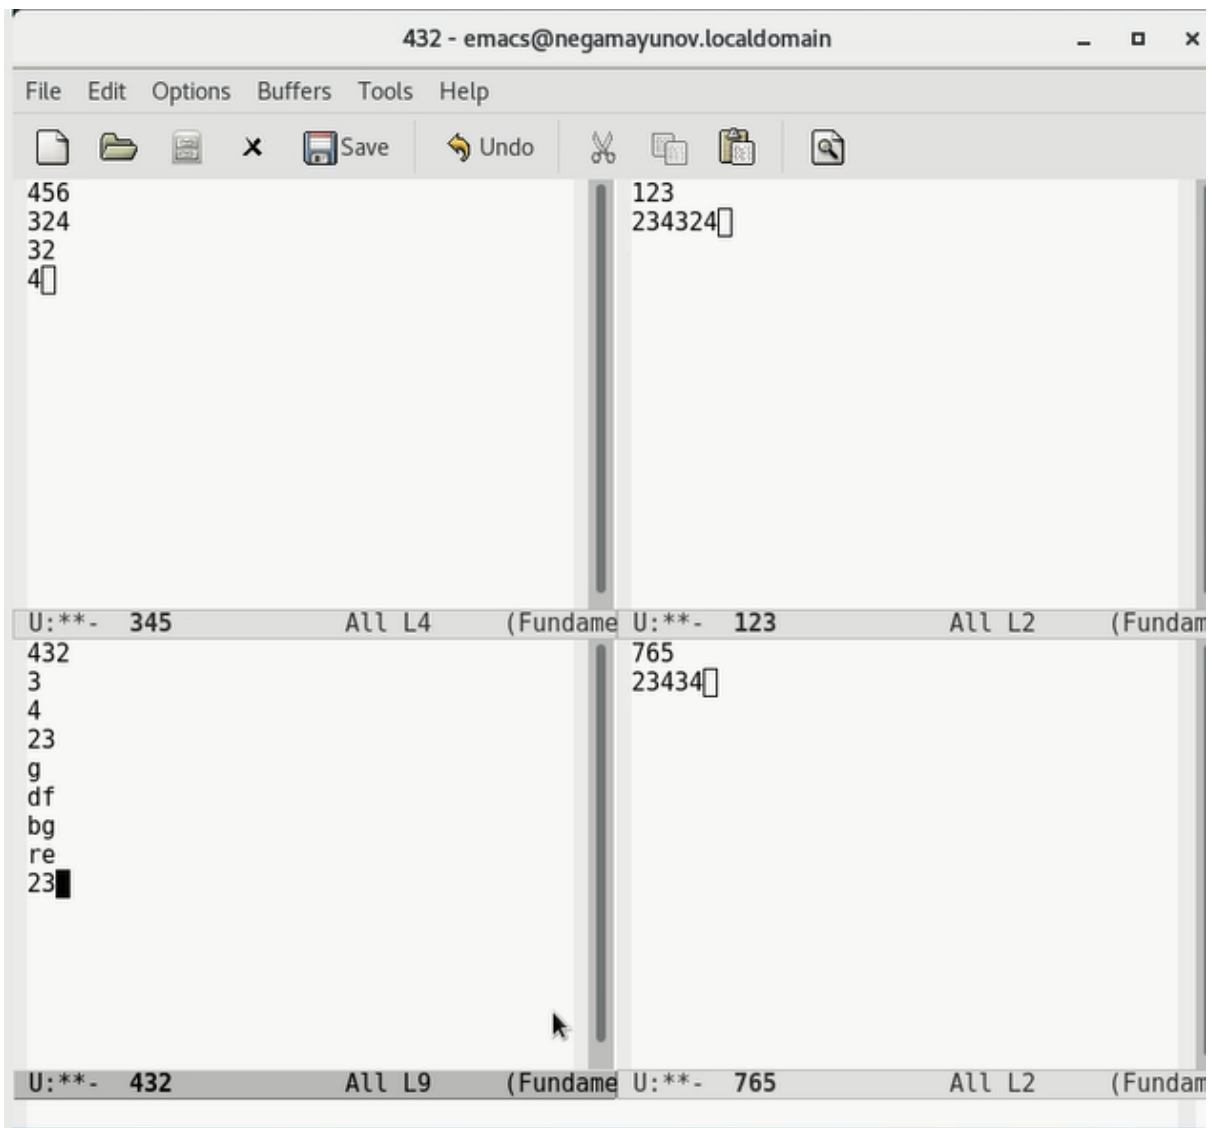 432 - emacs@negamayunov.localdomain
File Edit Options Buffers Tools Help
Save Undo
456
324
32
4
U:**- 345 All L4 (Fundame
123
234324
U:**- 123 All L2 (Fundam
432
3
4
23
g
df
bg
re
23
U:**- 432 All L9 (Fundame
765
23434
U:**- 765 All L2 (Fundam